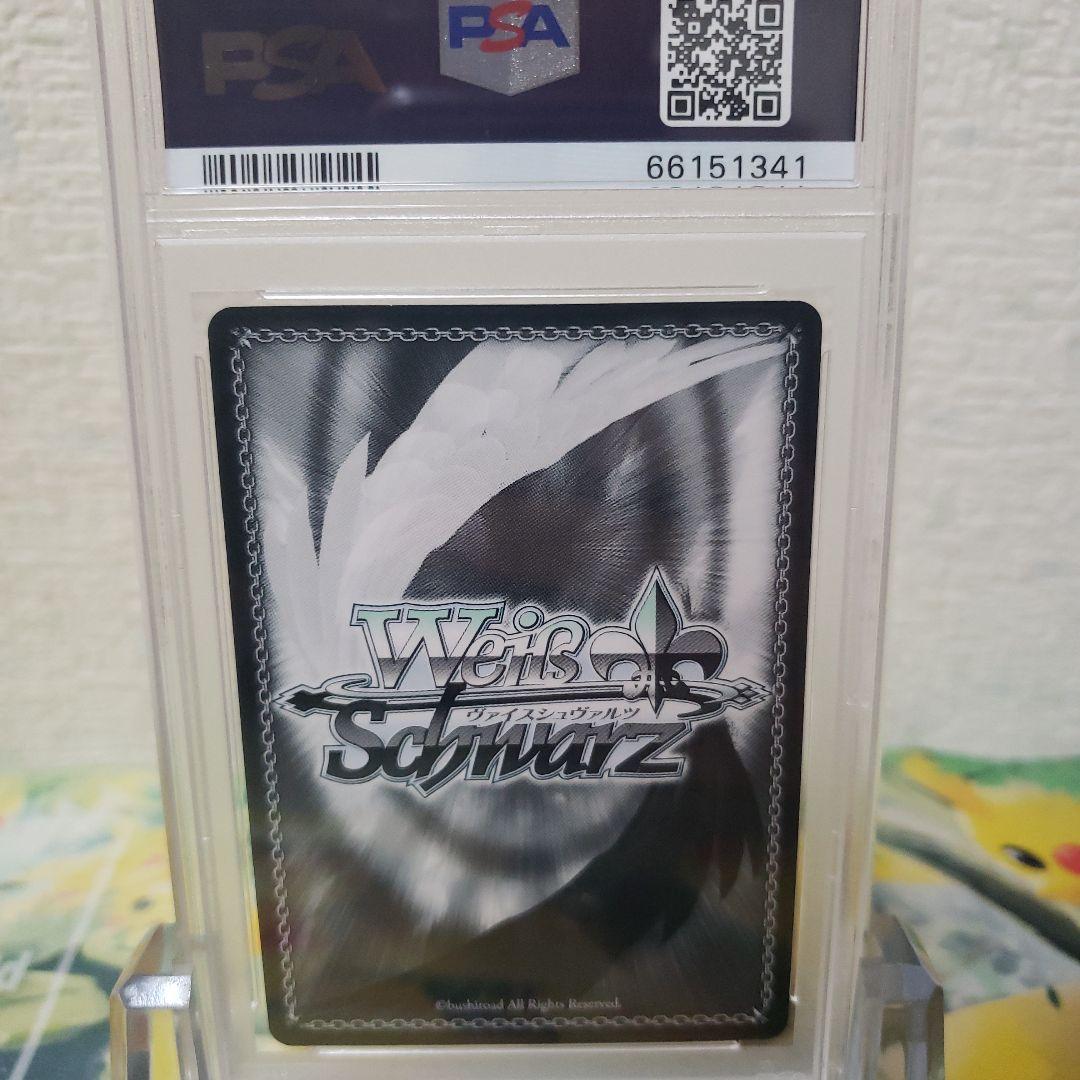 PSA
PSA
66151341
Weiß
ヴァイスシュヴァルツ
Schwarz
©bushiroad All Rights Reserved.